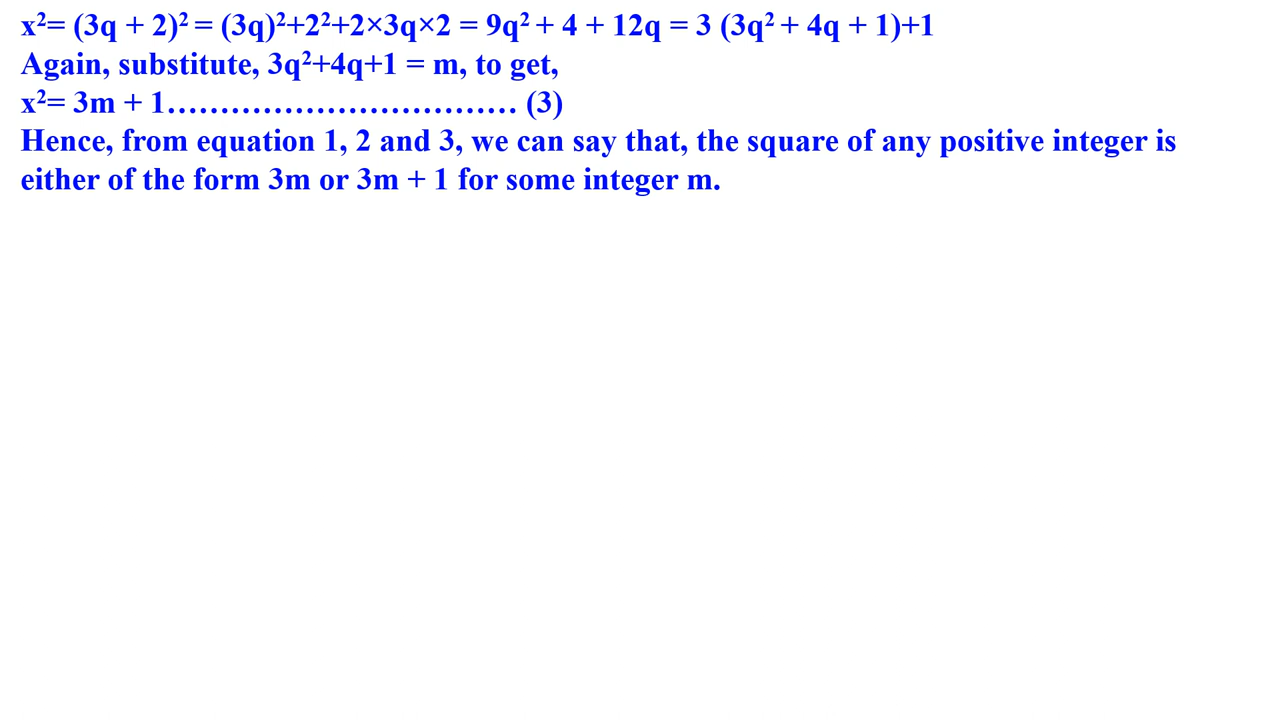 x²= (3q + 2)² = (3q)²+2²+2×3q×2 = 9q² + 4 + 12q = 3 (3q² + 4q + 1)+1
Again, substitute, 3q²+4q+1 = m, to get,
x²= 3m + 1…………………………… (3)
Hence, from equation 1, 2 and 3, we can say that, the square of any positive integer is
either of the form 3m or 3m + 1 for some integer m.